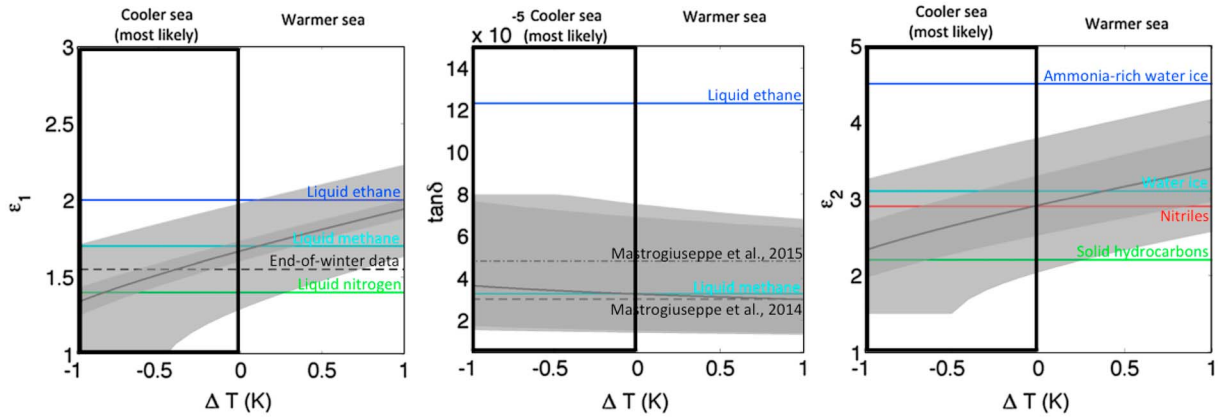 Cooler sea
(most likely)
Warmer sea
3
2.5
2
1.5
1
ε1
Liquid ethane
Liquid methane
End-of-winter data
Liquid nitrogen
-1 -0.5 0 0.5 1
Δ T (K)
-5
x 10
Cooler sea
(most likely)
Warmer sea
14
12
10
8
6
4
2
tanδ
Liquid ethane
Mastrogiuseppe et al., 2015
Liquid methane
Mastrogiuseppe et al., 2014
-1 -0.5 0 0.5 1
Δ T (K)
Cooler sea
(most likely)
Warmer sea
5
4
3
2
1
ε2
Ammonia-rich water ice
Water ice
Nitriles
Solid hydrocarbons
-1 -0.5 0 0.5 1
Δ T (K)